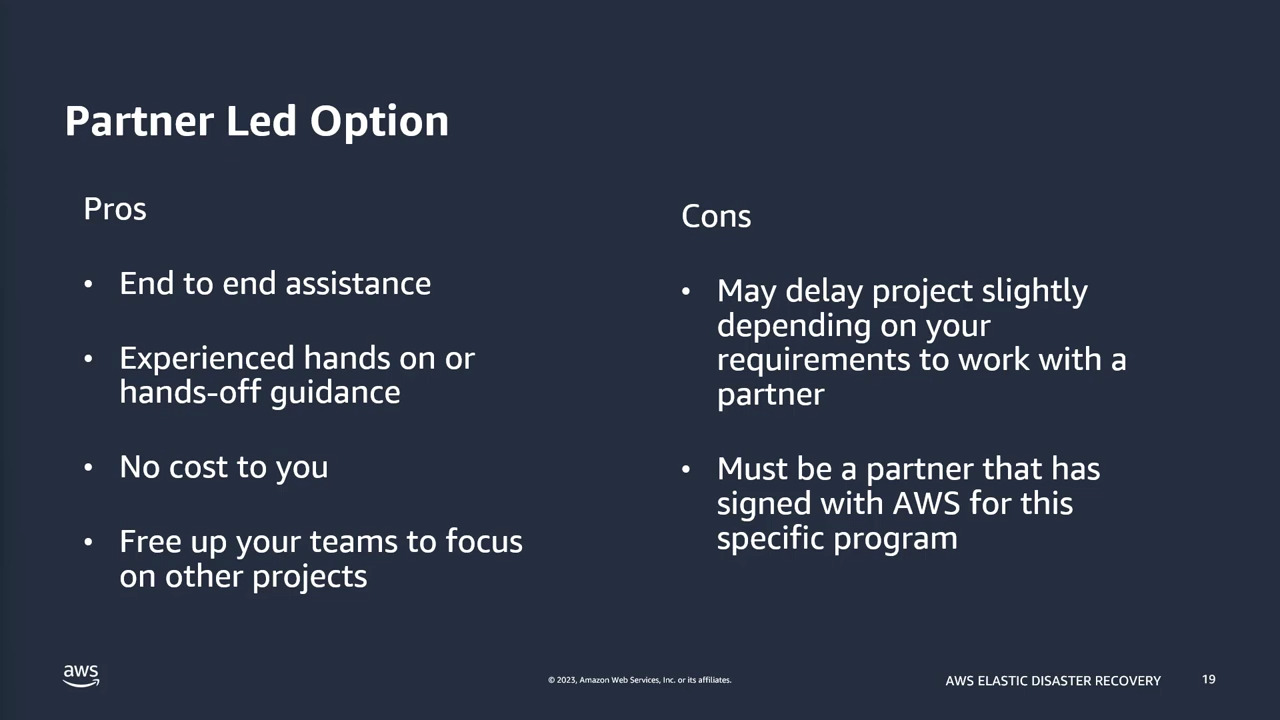 Partner Led Option
Pros
• End to end assistance
• Experienced hands on or
hands-off guidance
• No cost to you
• Free up your teams to focus
on other projects
Cons
• May delay project slightly
depending on your
requirements to work with a
partner
• Must be a partner that has
signed with AWS for this
specific program
aws
© 2023, Amazon Web Services, Inc. or its affiliates.
AWS ELASTIC DISASTER RECOVERY
19